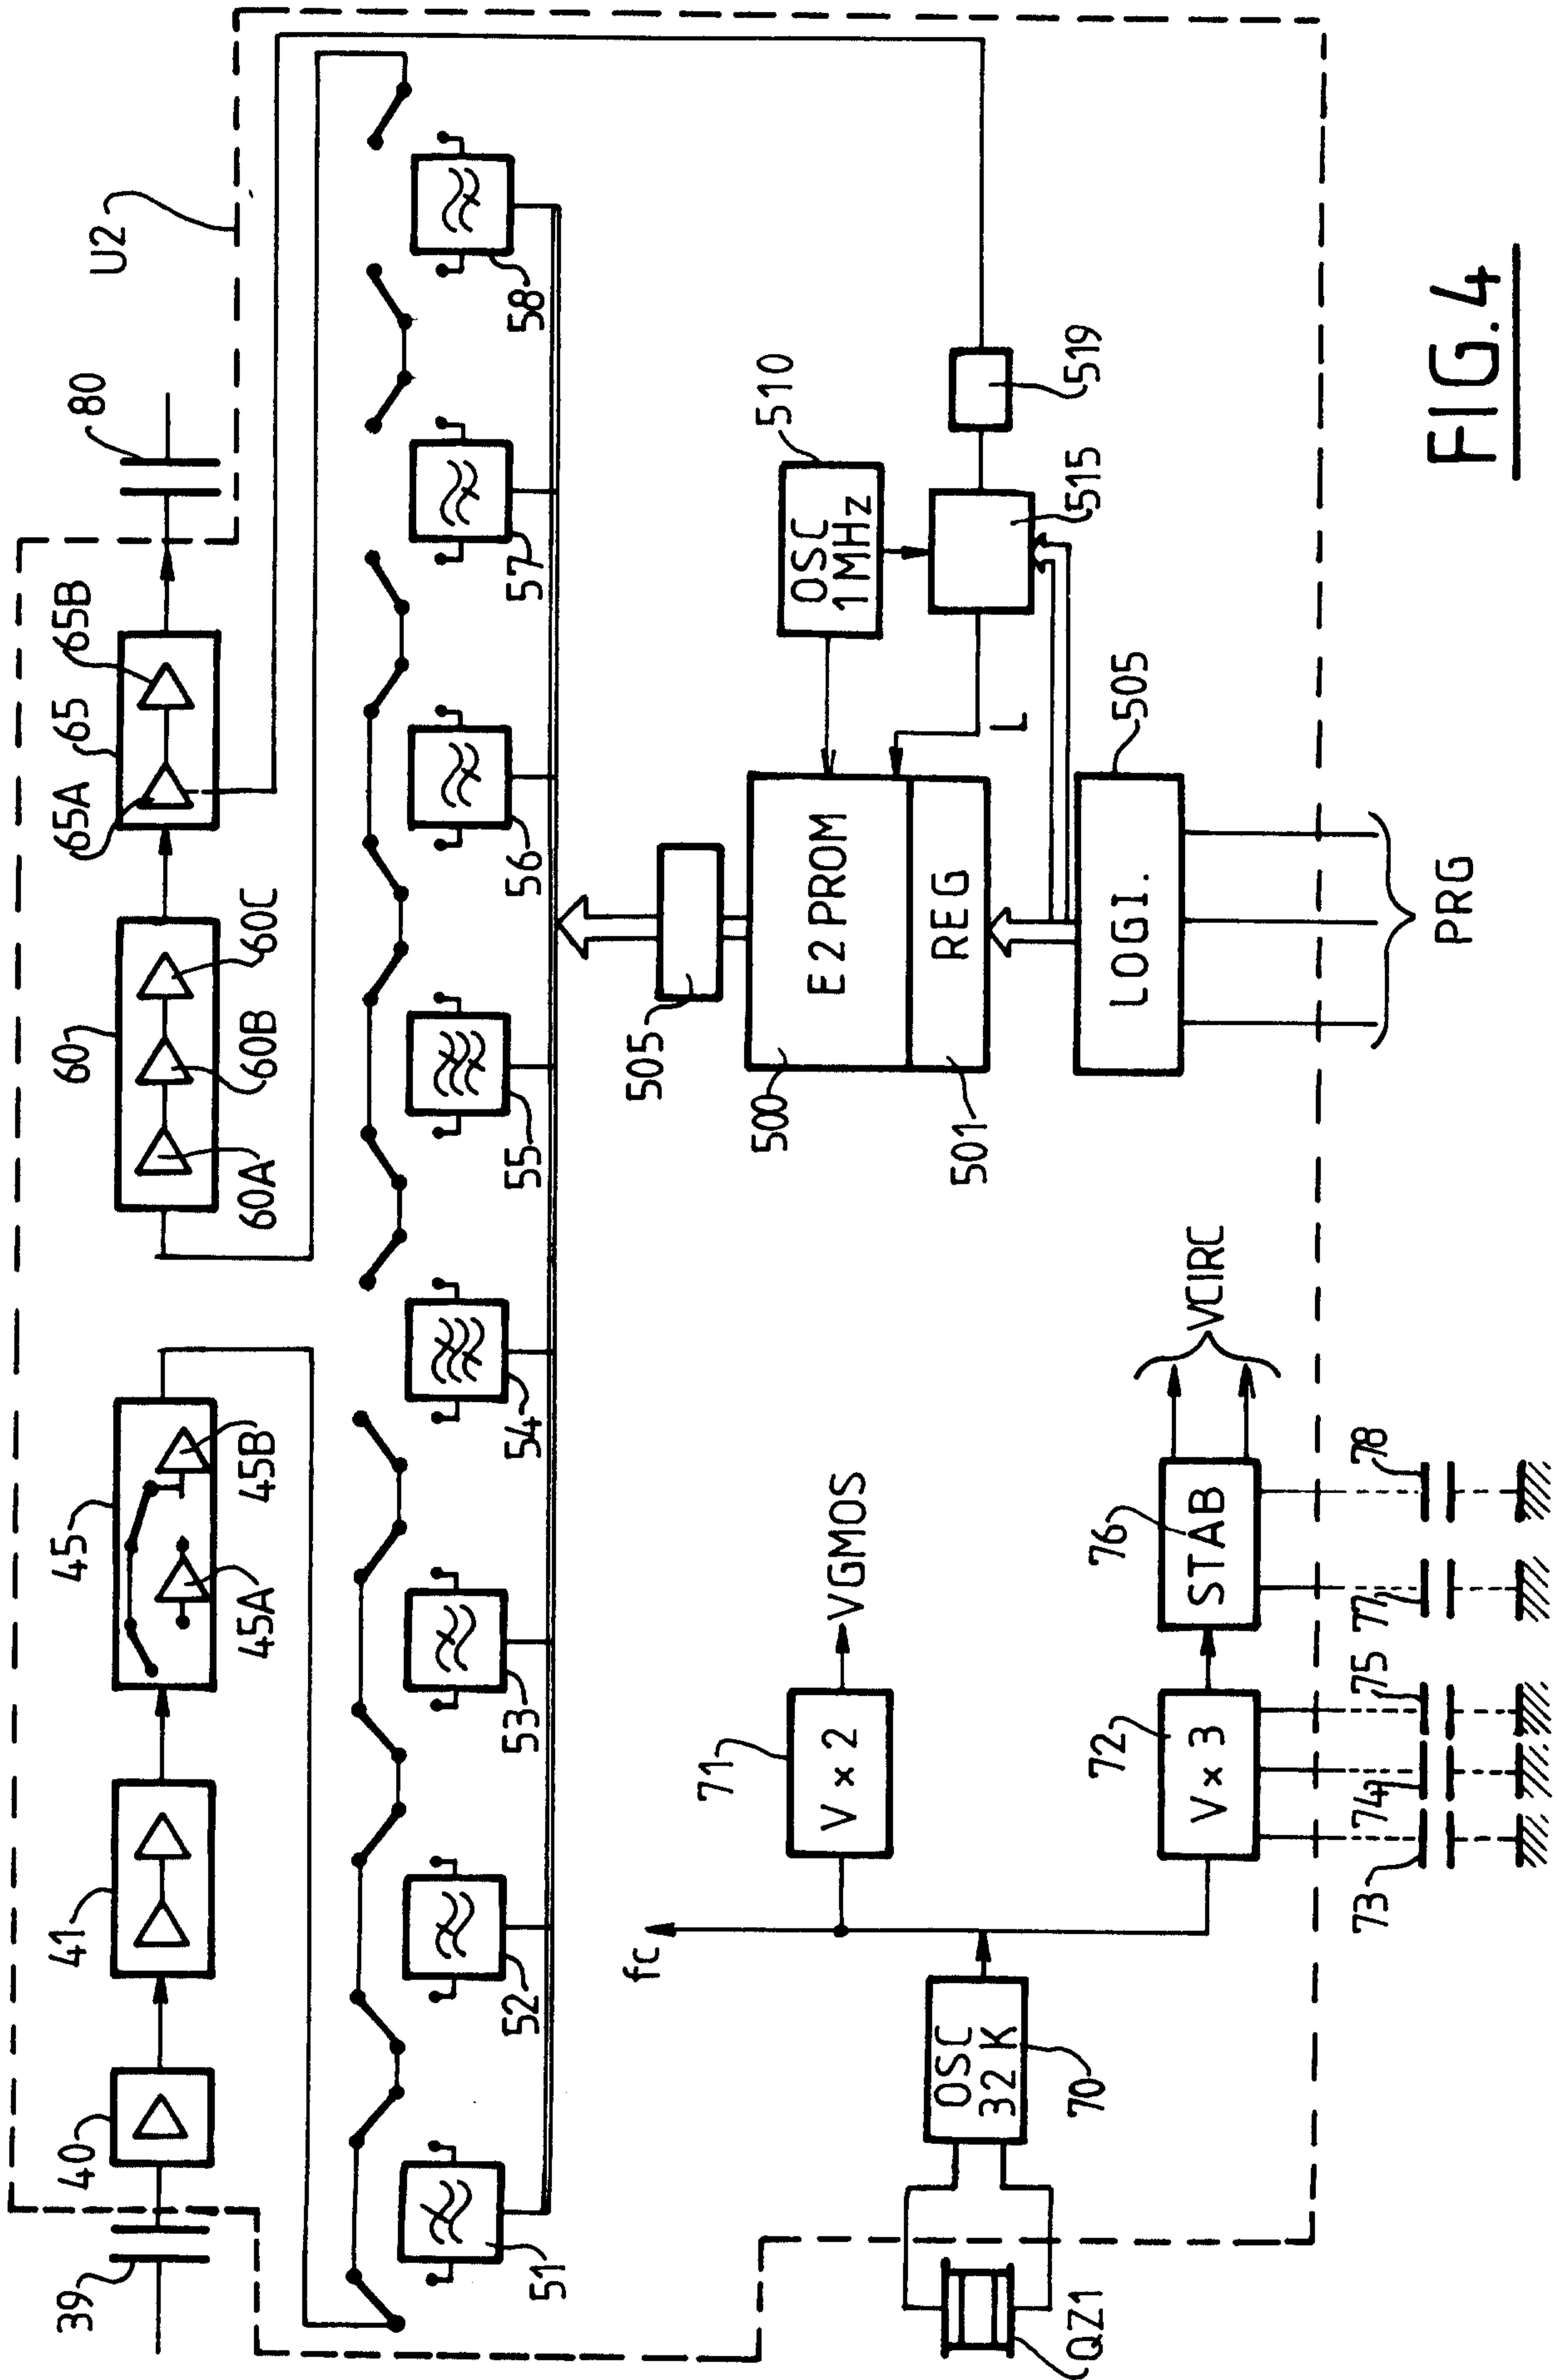 U2
39
40
41
45
45A
45B
60
60A
60B
60C
65A
65
65B
80
51
52
53
54
55
56
57
58
505
500
E2PROM
501
REG
OSC
1MHz
510
515
519
L
LOGI.
505
PRG
fc
71
V×2
VGMOS
QZ1
OSC
32K
70
72
V×3
76
STAB
VCIRC
73
74
75
77
78
FIG.4